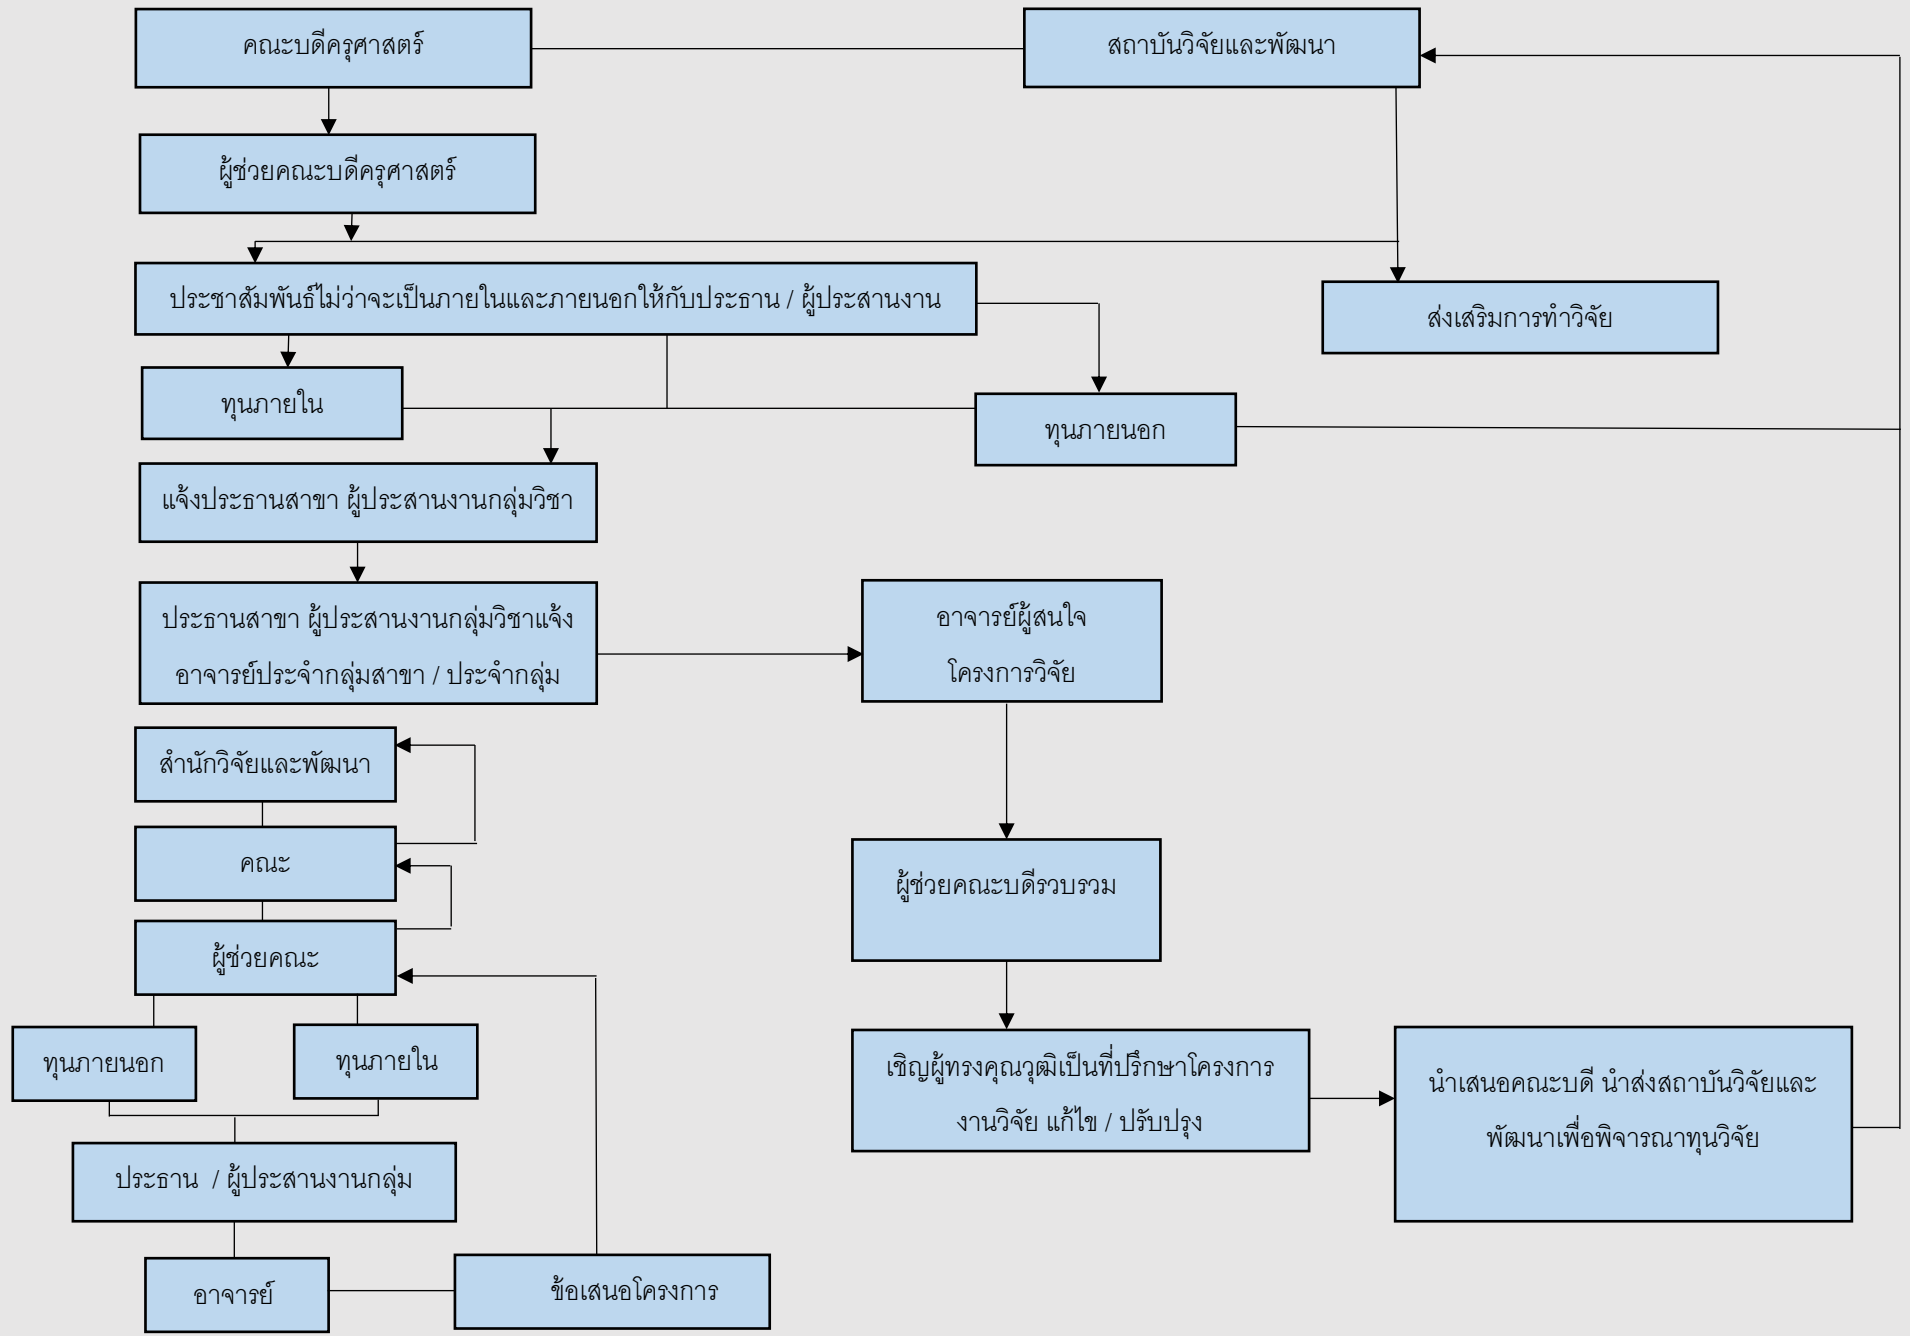 คณะบดีครุศาสตร์
สถาบันวิจัยและพัฒนา
ผู้ช่วยคณะบดีครุศาสตร์
ประชาสัมพันธ์ไม่ว่าจะเป็นภายในและภายนอกให้กับประธาน / ผู้ประสานงาน
ส่งเสริมการทำวิจัย
ทุนภายใน
ทุนภายนอก
แจ้งประธานสาขา ผู้ประสานงานกลุ่มวิชา
ประธานสาขา ผู้ประสานงานกลุ่มวิชาแจ้ง
อาจารย์ประจำกลุ่มสาขา / ประจำกลุ่ม
อาจารย์ผู้สนใจ
โครงการวิจัย
สำนักวิจัยและพัฒนา
คณะ
ผู้ช่วยคณะบดีรวบรวม
ผู้ช่วยคณะ
ทุนภายนอก
ทุนภายใน
เชิญผู้ทรงคุณวุฒิเป็นที่ปรึกษาโครงการ
งานวิจัย แก้ไข / ปรับปรุง
นำเสนอคณะบดี นำส่งสถาบันวิจัยและ
พัฒนาเพื่อพิจารณาทุนวิจัย
ประธาน / ผู้ประสานงานกลุ่ม
อาจารย์
ข้อเสนอโครงการ